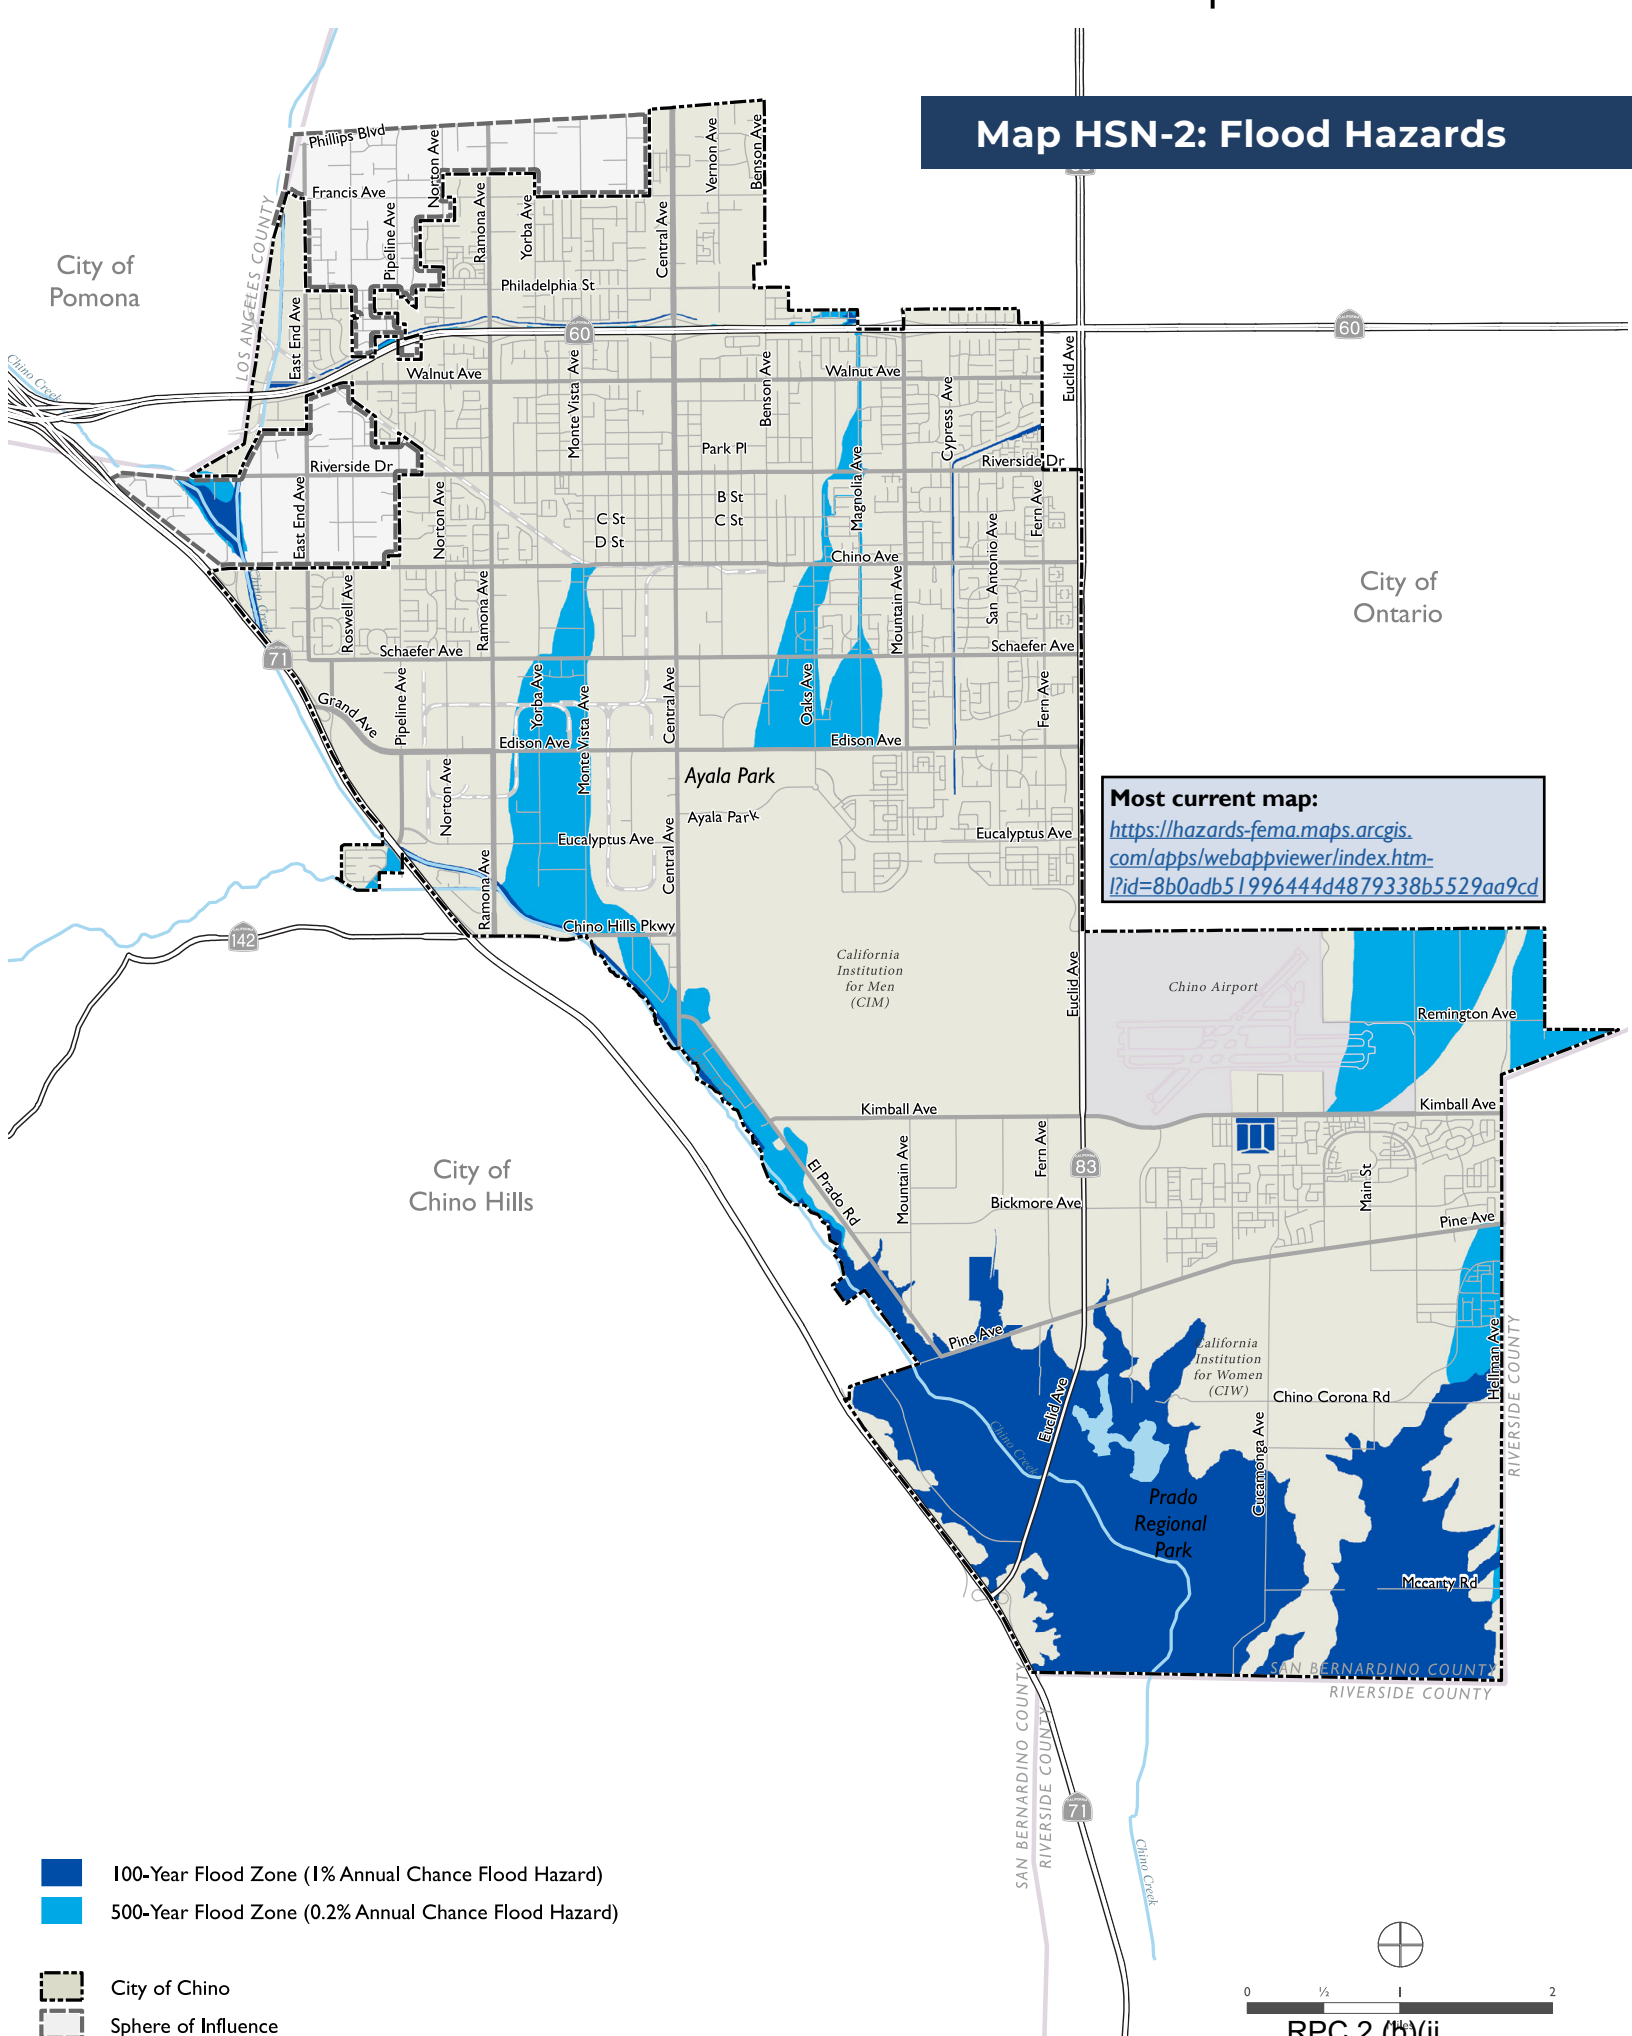 Map HSN-2: Flood Hazards
Phillips Blvd
Norton Ave
Vernon Ave
Benson Ave
Francis Ave
Pipeline Ave
Ramona Ave
Yorba Ave
Central Ave
LOS ANGELES COUNTY
City of
Pomona
Philadelphia St
East End Ave
60
60
Chino Creek
Walnut Ave
Monte Vista Ave
Benson Ave
Walnut Ave
Cypress Ave
Euclid Ave
Park Pl
Magnolia Ave
Riverside Dr
Riverside Dr
East End Ave
Norton Ave
B St
C St
C St
D St
Fern Ave
San Antonio Ave
Chino Ave
Mountain Ave
Chino Creek
Roswell Ave
Ramona Ave
City of
Ontario
71
Schaefer Ave
Schaefer Ave
Grand Ave
Pipeline Ave
Yorba Ave
Monte Vista Ave
Central Ave
Oaks Ave
Fern Ave
Edison Ave
Edison Ave
Ayala Park
Norton Ave
Ayala Park
Eucalyptus Ave
Eucalyptus Ave
Central Ave
Ramona Ave
Most current map:
https://hazards-fema.maps.arcgis.
com/apps/webappviewer/index.htm-
l?id=8b0adb51996444d4879338b5529aa9cd
142
Chino Hills Pkwy
California
Institution
for Men
(CIM)
Euclid Ave
Chino Airport
Remington Ave
Kimball Ave
Kimball Ave
City of
Chino Hills
El Prado Rd
Mountain Ave
Fern Ave
83
Main St
Bickmore Ave
Pine Ave
Pine Ave
California
Institution
for Women
(CIW)
Hellman Ave
RIVERSIDE COUNTY
Euclid Ave
Chino Corona Rd
Chino Creek
Cucamonga Ave
Prado
Regional
Park
Mccarty Rd
SAN BERNARDINO COUNTY
RIVERSIDE COUNTY
SAN BERNARDINO COUNTY
RIVERSIDE COUNTY
71
Chino Creek
100-Year Flood Zone (1% Annual Chance Flood Hazard)
500-Year Flood Zone (0.2% Annual Chance Flood Hazard)
City of Chino
Sphere of Influence
0 ½ 1 2
Miles
RPC 2 (b)(ii